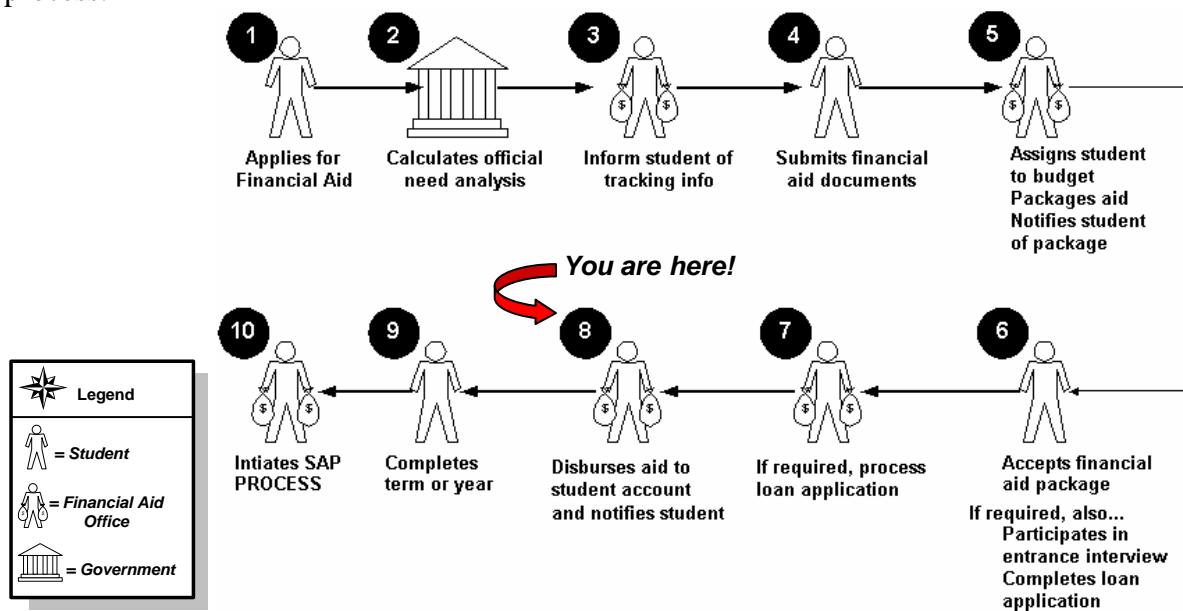 process.
1
2
3
4
5
Applies for
Financial Aid
Calculates official
need analysis
Inform student of
tracking info
Submits financial
aid documents
Assigns student
to budget
Packages aid
Notifies student
of package
You are here!
10
9
8
7
6
Intiates SAP
PROCESS
Completes
term or year
Disburses aid to
student account
and notifies student
If required, process
loan application
Accepts financial
aid package
If required, also...
Participates in
entrance interview
Completes loan
application
Legend
= Student
= Financial Aid
Office
= Government
$ $
$ $
$ $
$ $
$ $